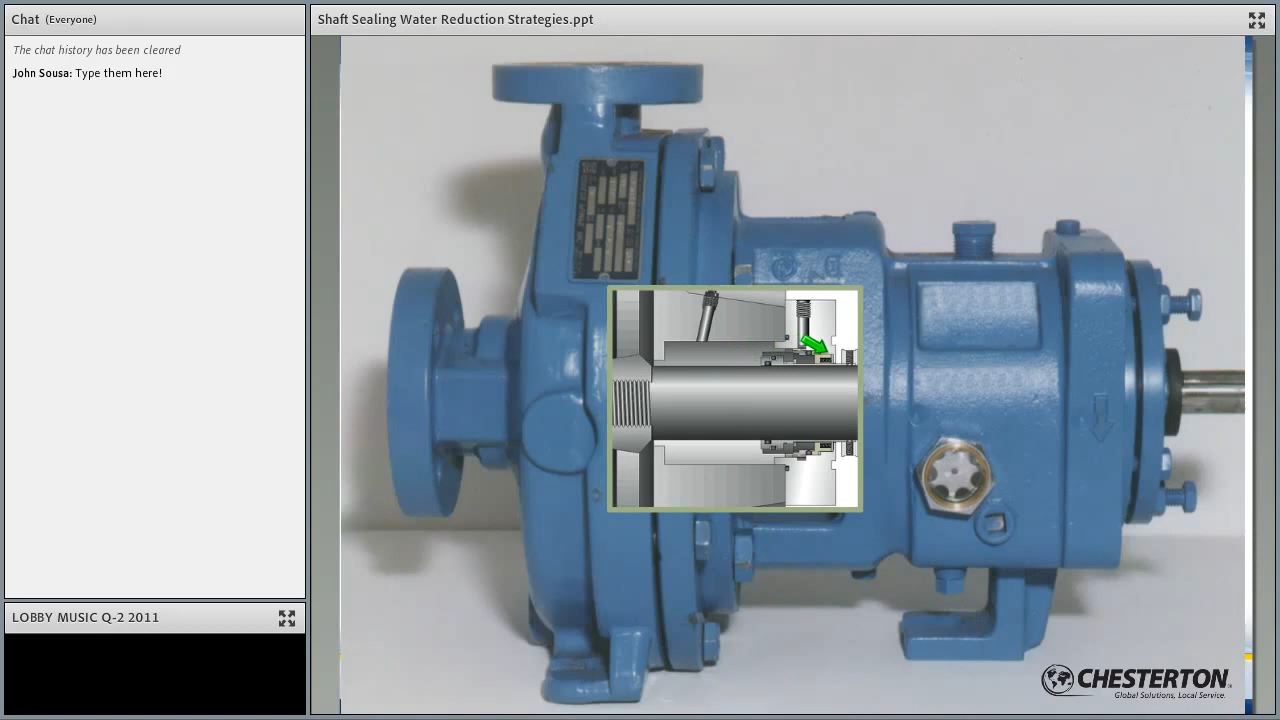 Chat (Everyone)
The chat history has been cleared
John Sousa: Type them here!
LOBBY MUSIC Q-2 2011
Shaft Sealing Water Reduction Strategies.ppt
CHESTERTON
Global Solutions, Local Service.